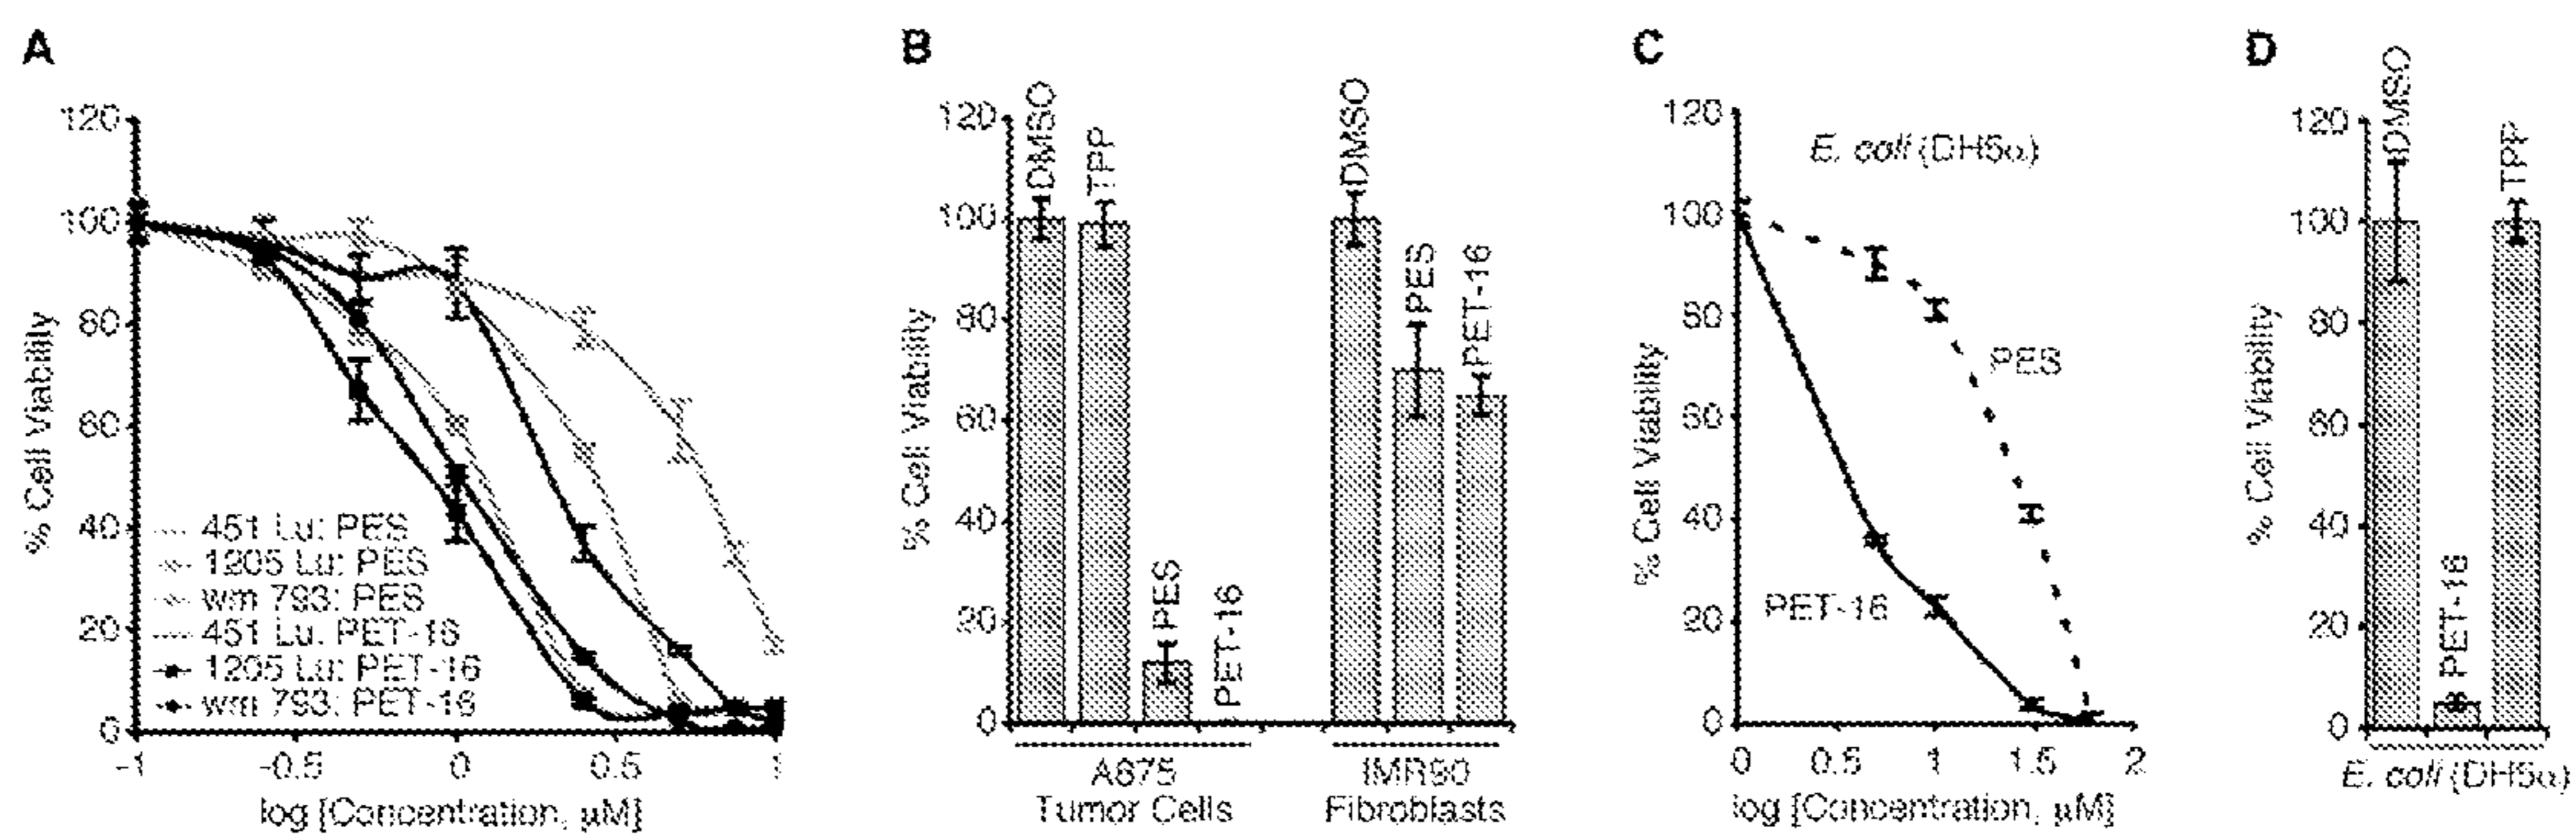 A
% Cell Viability
120
100
80
60
40
20
0
451 Lu: PES
1205 Lu: PES
wm 793: PES
451 Lu: PET-16
1205 Lu: PET-16
wm 793: PET-16
-1 -0.5 0 0.5 1
log [Concentration, µM]
B
% Cell Viability
120
100
80
60
40
20
0
DMSO
TPP
PES
PET-16
DMSO
PES
PET-16
A875
Tumor Cells
IMR90
Fibroblasts
C
% Cell Viability
120
100
80
60
40
20
0
E. coli (DH5α)
PES
PET-16
0 0.5 1 1.5 2
log [Concentration, µM]
D
% Cell Viability
120
100
80
60
40
20
0
DMSO
PET-16
TPP
E. coli (DH5α)